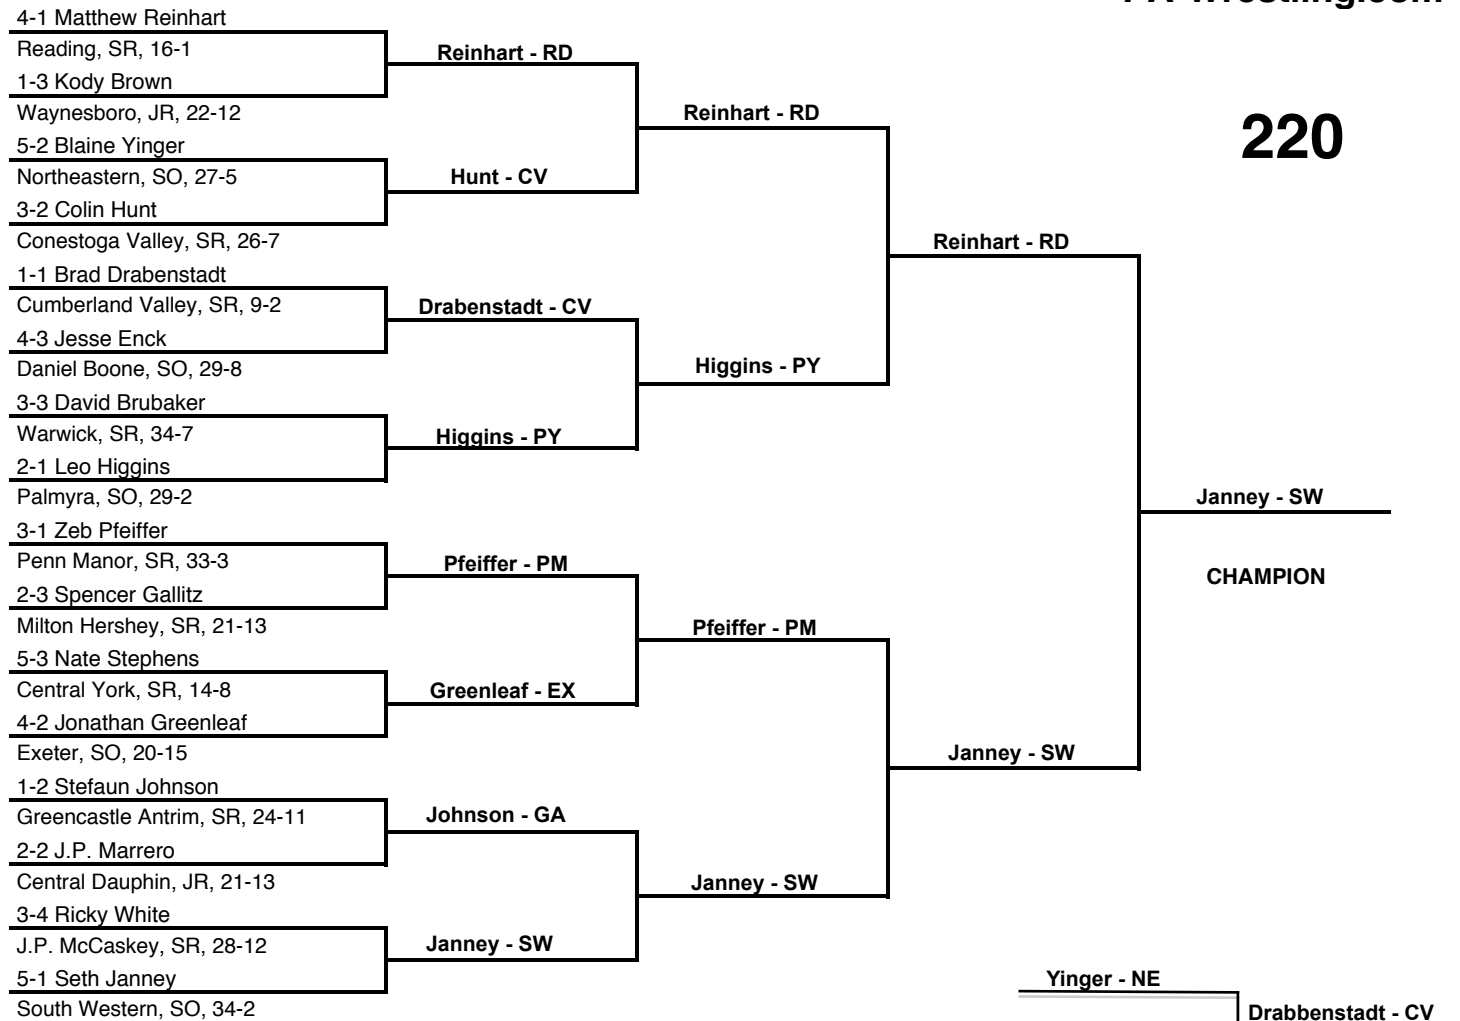 PA-wrestling.com
220
4-1 Matthew Reinhart
Reading, SR, 16-1
1-3 Kody Brown
Waynesboro, JR, 22-12
5-2 Blaine Yinger
Northeastern, SO, 27-5
3-2 Colin Hunt
Conestoga Valley, SR, 26-7
1-1 Brad Drabenstadt
Cumberland Valley, SR, 9-2
4-3 Jesse Enck
Daniel Boone, SO, 29-8
3-3 David Brubaker
Warwick, SR, 34-7
2-1 Leo Higgins
Palmyra, SO, 29-2
3-1 Zeb Pfeiffer
Penn Manor, SR, 33-3
2-3 Spencer Gallitz
Milton Hershey, SR, 21-13
5-3 Nate Stephens
Central York, SR, 14-8
4-2 Jonathan Greenleaf
Exeter, SO, 20-15
1-2 Stefaun Johnson
Greencastle Antrim, SR, 24-11
2-2 J.P. Marrero
Central Dauphin, JR, 21-13
3-4 Ricky White
J.P. McCaskey, SR, 28-12
5-1 Seth Janney
South Western, SO, 34-2
Reinhart - RD
Hunt - CV
Drabenstadt - CV
Higgins - PY
Pfeiffer - PM
Greenleaf - EX
Johnson - GA
Janney - SW
Reinhart - RD
Higgins - PY
Pfeiffer - PM
Janney - SW
Reinhart - RD
Janney - SW
Janney - SW
CHAMPION
Yinger - NE
Drabbenstadt - CV